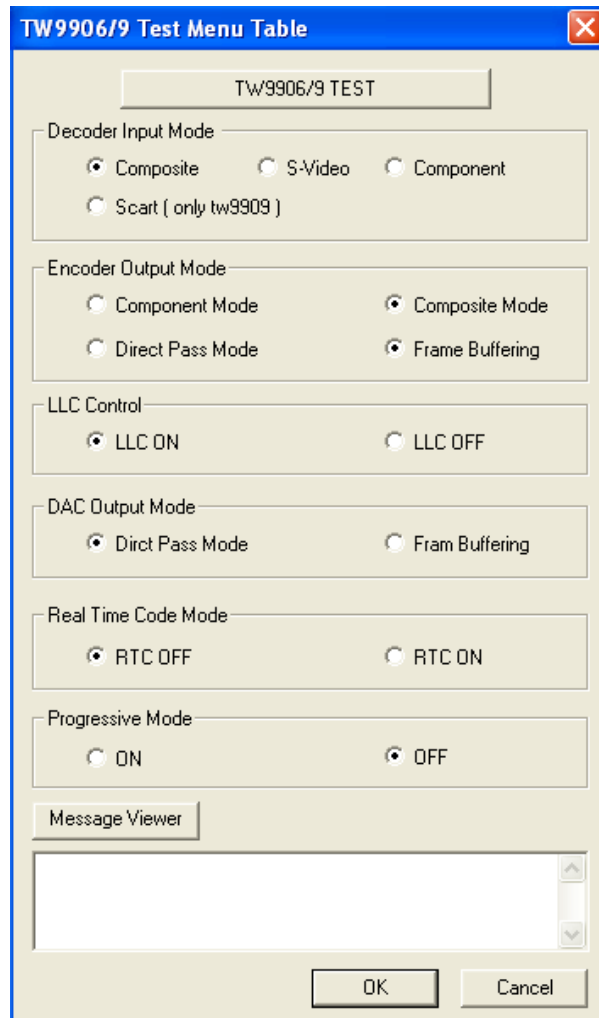 TW9906/9 Test Menu Table
TW9906/9 TEST
Decoder Input Mode
Composite S-Video Component
Scart ( only tw9909 )
Encoder Output Mode
Component Mode Composite Mode
Direct Pass Mode Frame Buffering
LLC Control
LLC ON LLC OFF
DAC Output Mode
Dirct Pass Mode Fram Buffering
Real Time Code Mode
RTC OFF RTC ON
Progressive Mode
ON OFF
Message Viewer
OK Cancel